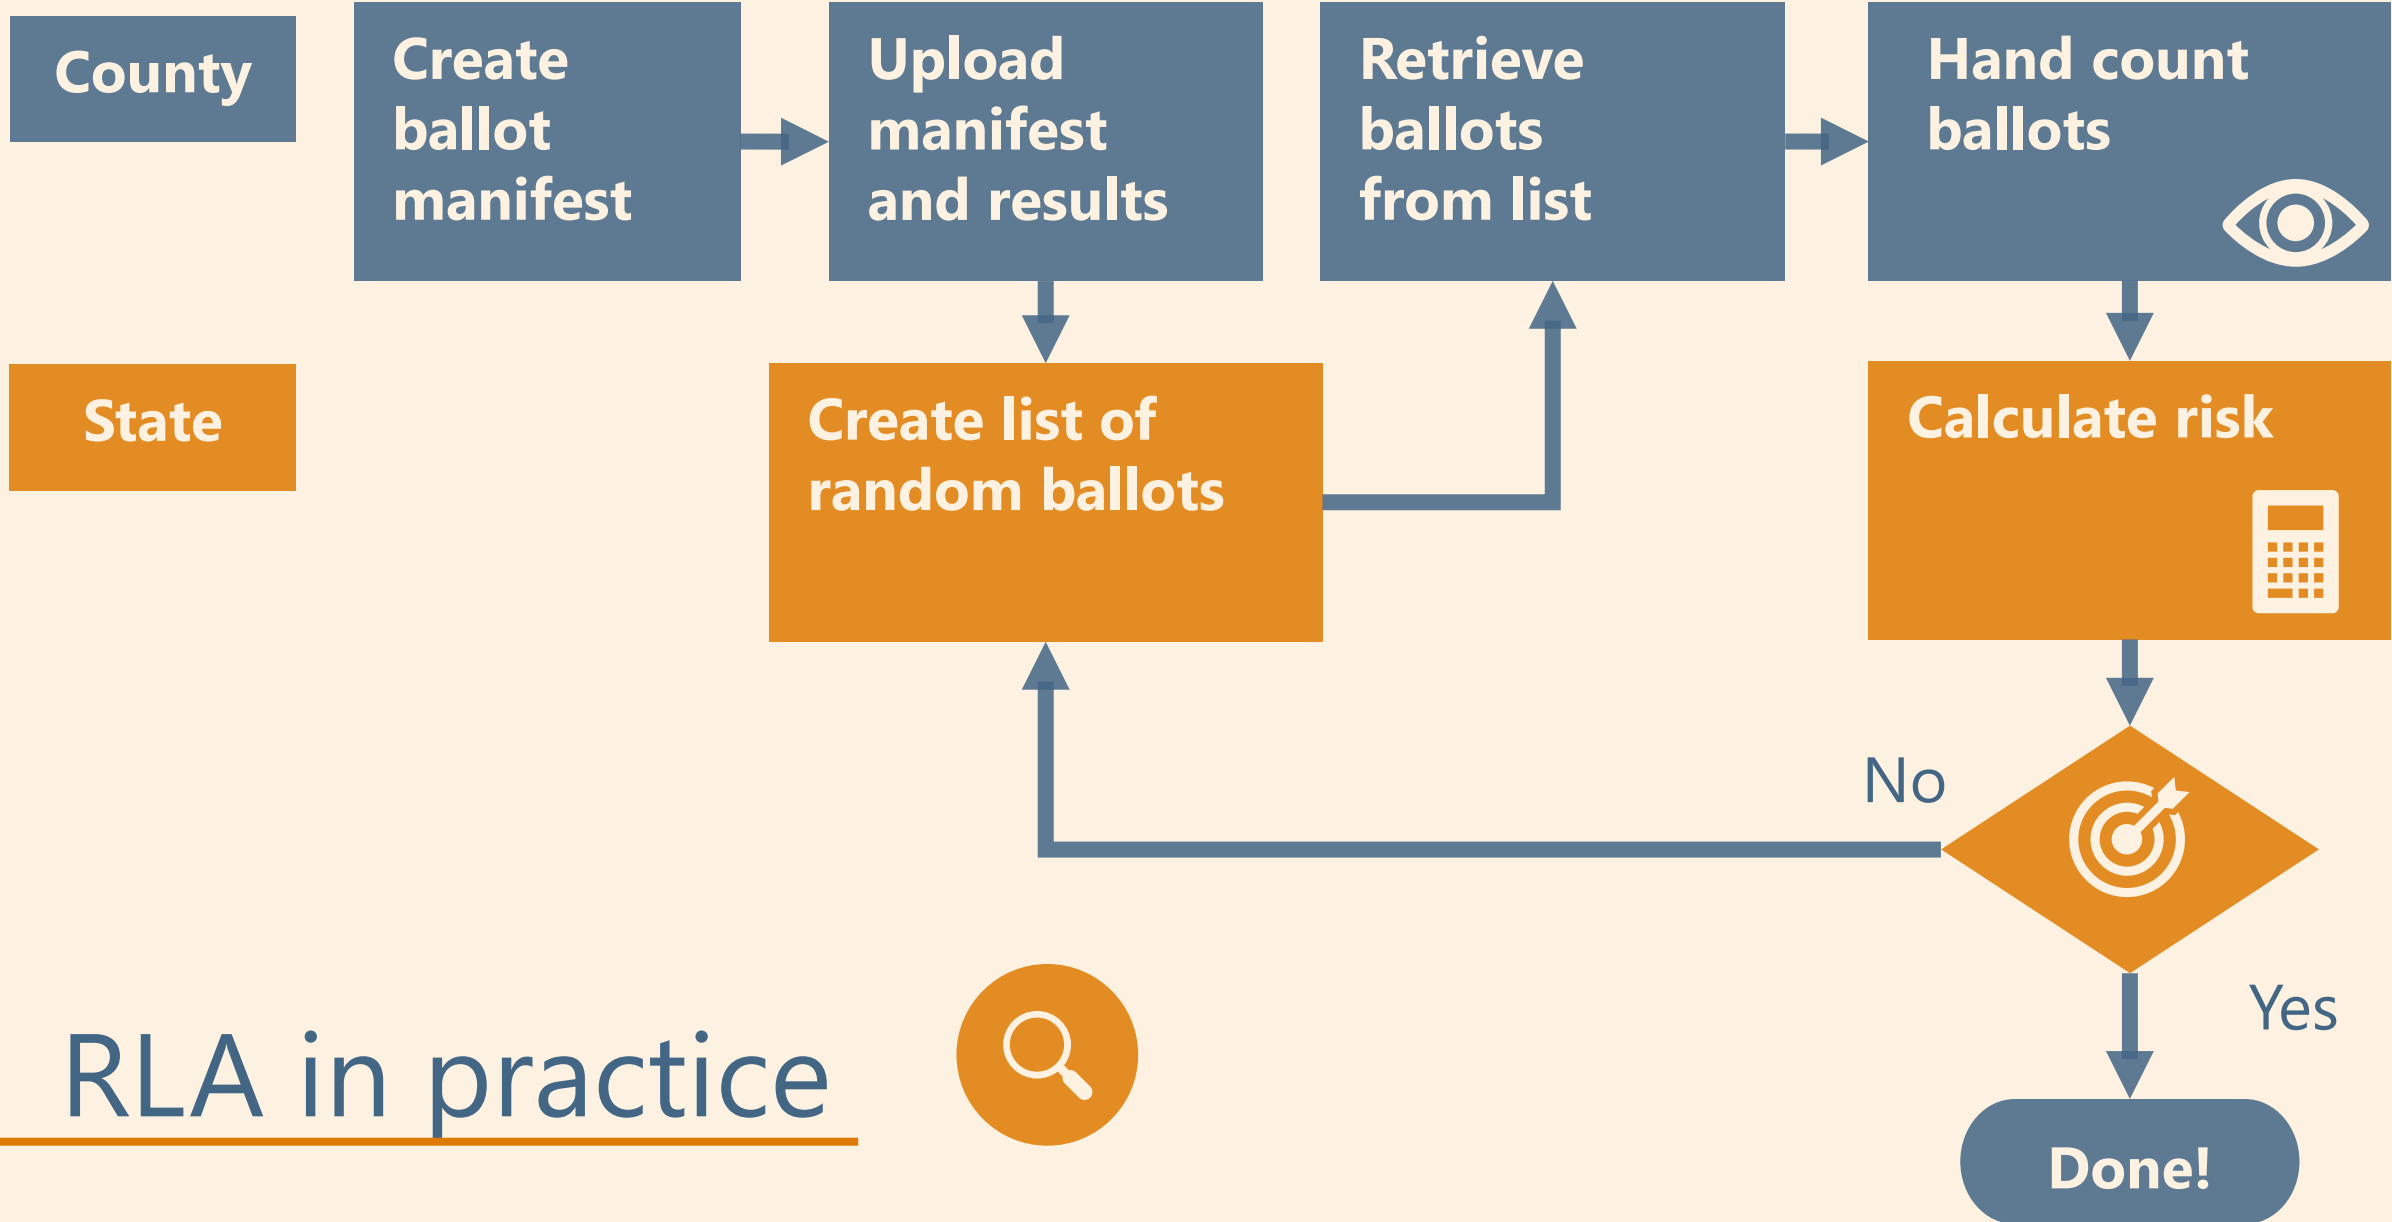 County
Create
ballot
manifest
Upload
manifest
and results
Retrieve
ballots
from list
Hand count
ballots
State
Create list of
random ballots
Calculate risk
No
Yes
RLA in practice
Done!